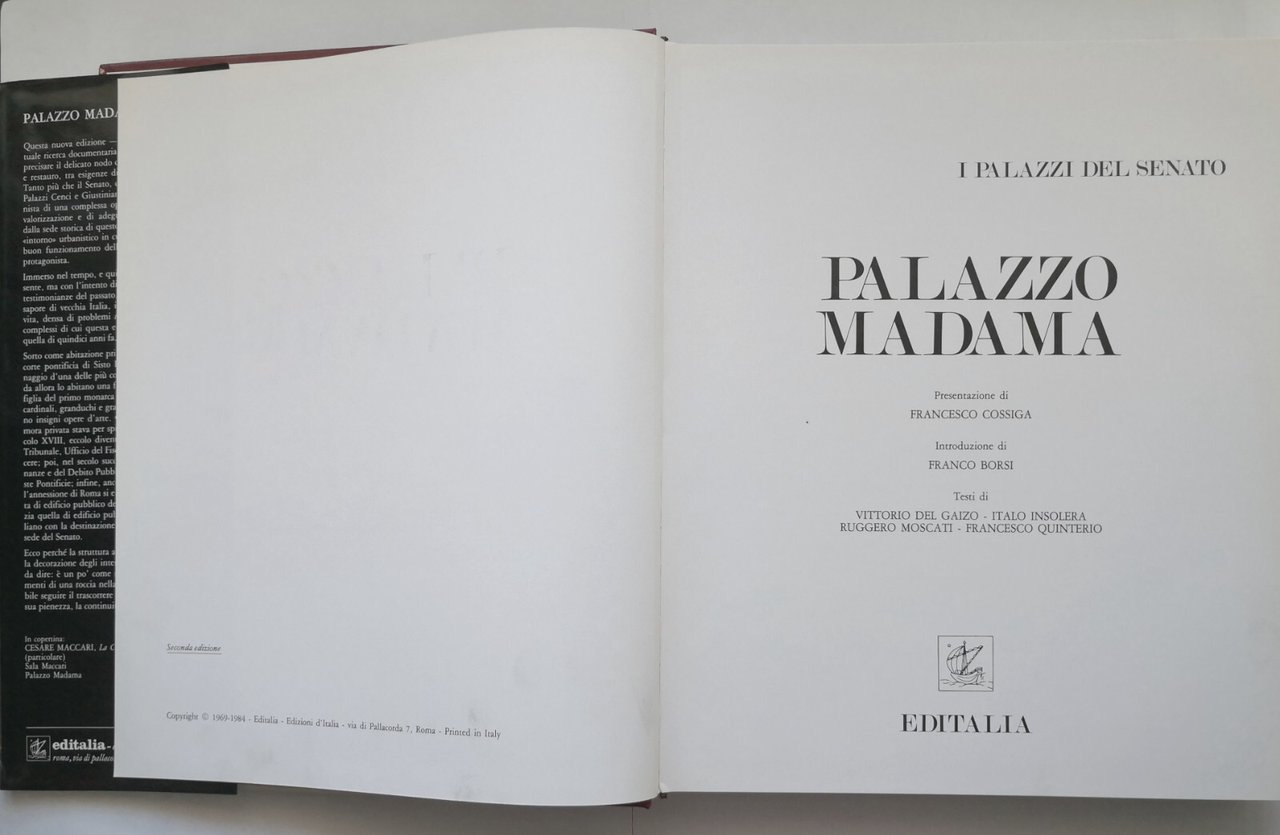 PALAZZO
Questa nuova edizione —
tuale ricerca documentaria
precisare il delicato nodo
e restauro, tra esigenze
Tanto più che il Senato,
Palazzi Cenci e
nista di una complessa
valorizzazione e di
dalla sede storica di
«intorno» urbanistico in
buon funzionamento
protagonista.
Immerso nel tempo, e
sente, ma con l'intento
testimonianze del passato
sapore di vecchia Italia,
vita, densa di problemi
complessi di cui questa
quella di quindici anni fa
Sorto come abitazione
corte pontificia di Sisto
naggio d'una delle più
da allora lo abitano una
figlia del primo monarca
cardinali, granduchi e
no insigni opere d'arte.
mora privata stava per
colo XVIII, eccolo
Tribunale, Ufficio del
cere; poi, nel secolo
nanze e del Debito
ste Pontificie; infine,
l'annessione di Roma si
ta di edificio pubblico
zia quella di edificio
liano con la destinazione
sede del Senato.
Ecco perché la struttura
la decorazione degli
da dire: è un po' come
menti di una roccia nella
bile seguire il trascorrere
sua pienezza, la
In copertina:
CESARE MACCARI, La
(particolare)
Sala Maccari
Palazzo Madama
editalia
roma, via di
Seconda edizione
Copyright © 1969-1984 - Editalia - Edizioni d'Italia - via di Pallacorda 7, Roma - Printed in Italy
I PALAZZI DEL SENATO
PALAZZO
MADAMA
Presentazione di
FRANCESCO COSSIGA
Introduzione di
FRANCO BORSI
Testi di
VITTORIO DEL GAIZO - ITALO INSOLERA
RUGGERO MOSCATI - FRANCESCO QUINTERIO
EDITALIA